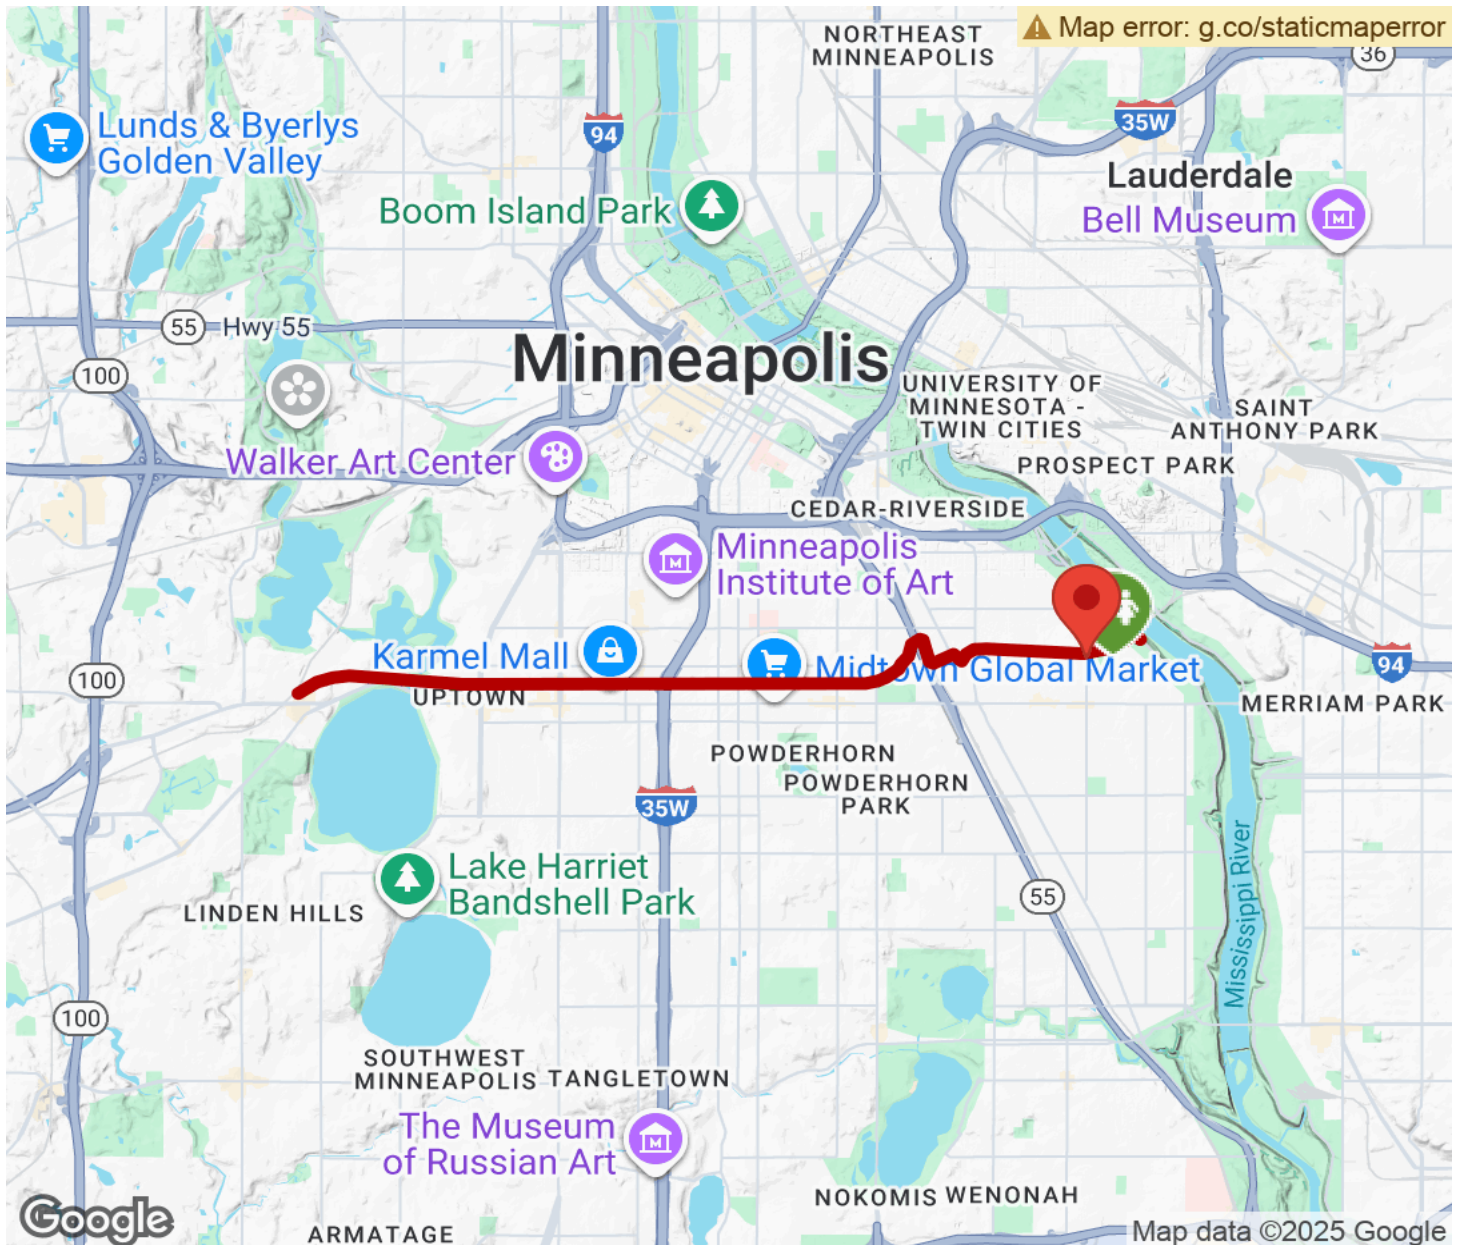 NORTHEAST
MINNEAPOLIS
Map error: g.co/staticmaperror
36
Lunds & Byerlys
Golden Valley
94
35W
Lauderdale
Bell Museum
Boom Island Park
55
Hwy 55
Minneapolis
100
UNIVERSITY OF
MINNESOTA -
TWIN CITIES
SAINT
ANTHONY PARK
Walker Art Center
PROSPECT PARK
CEDAR-RIVERSIDE
Minneapolis
Institute of Art
Karmel Mall
Midtown Global Market
94
100
UPTOWN
MERRIAM PARK
POWDERHORN
POWDERHORN
PARK
35W
Lake Harriet
Bandshell Park
55
LINDEN HILLS
Mississippi River
100
SOUTHWEST
MINNEAPOLIS
TANGLETOWN
The Museum
of Russian Art
NOKOMIS
WENONAH
Google
ARMATAGE
Map data ©2025 Google